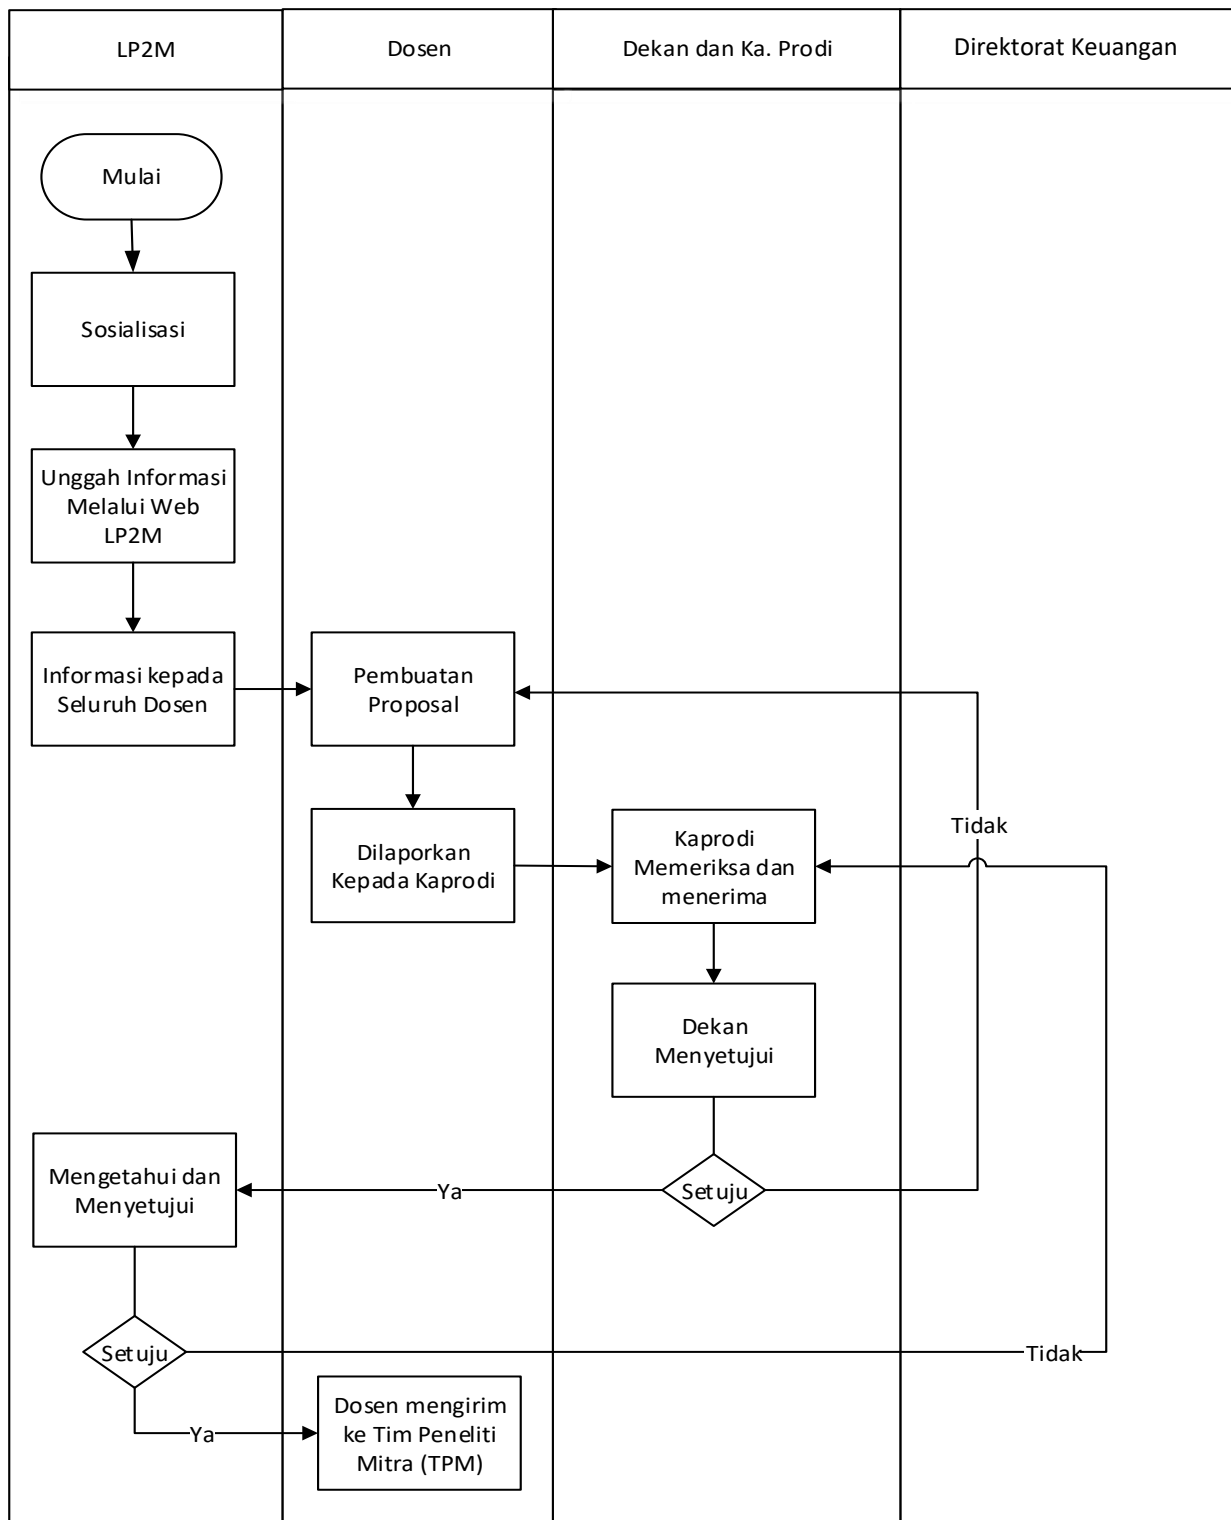 LP2M
Dosen
Dekan dan Ka. Prodi
Direktorat Keuangan
Mulai
Sosialisasi
Unggah Informasi
Melalui Web
LP2M
Informasi kepada
Seluruh Dosen
Pembuatan
Proposal
Dilaporkan
Kepada Kaprodi
Kaprodi
Memeriksa dan
menerima
Tidak
Dekan
Menyetujui
Mengetahui dan
Menyetujui
Ya
Setuju
Setuju
Tidak
Ya
Dosen mengirim
ke Tim Peneliti
Mitra (TPM)